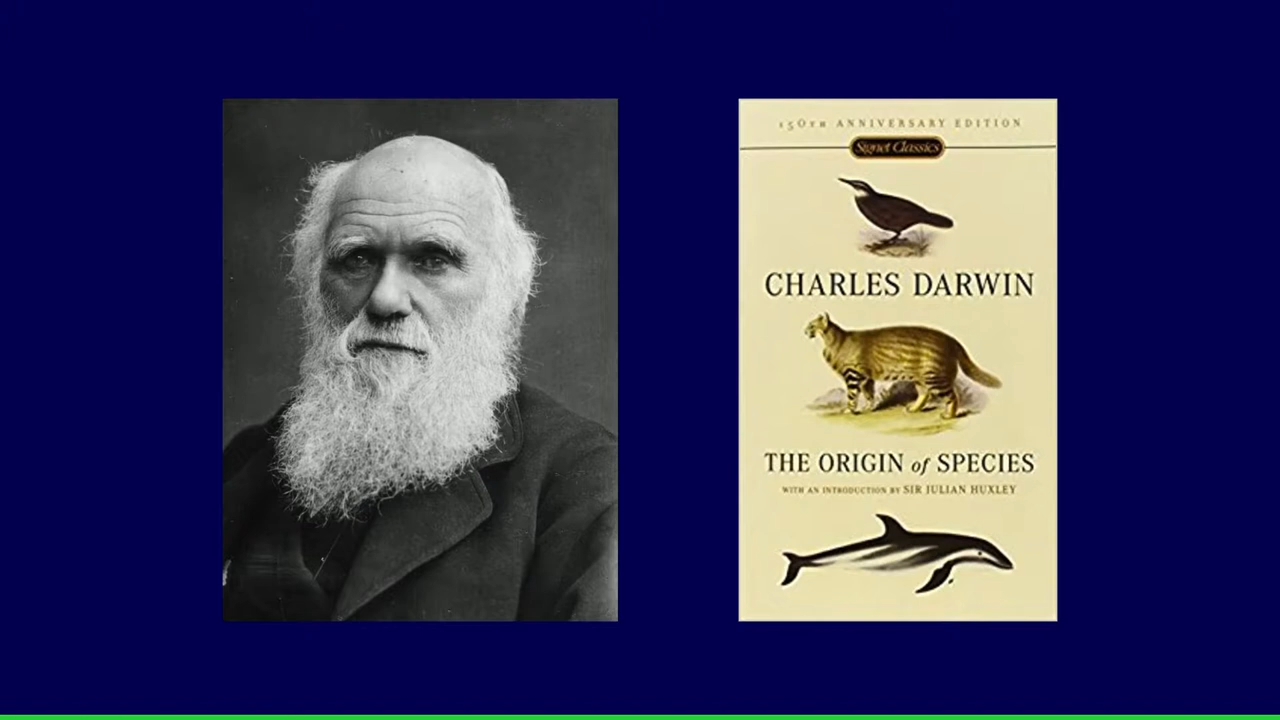 150TH ANNIVERSARY EDITION
Signet Classics
CHARLES DARWIN
THE ORIGIN of SPECIES
WITH AN INTRODUCTION BY SIR JULIAN HUXLEY